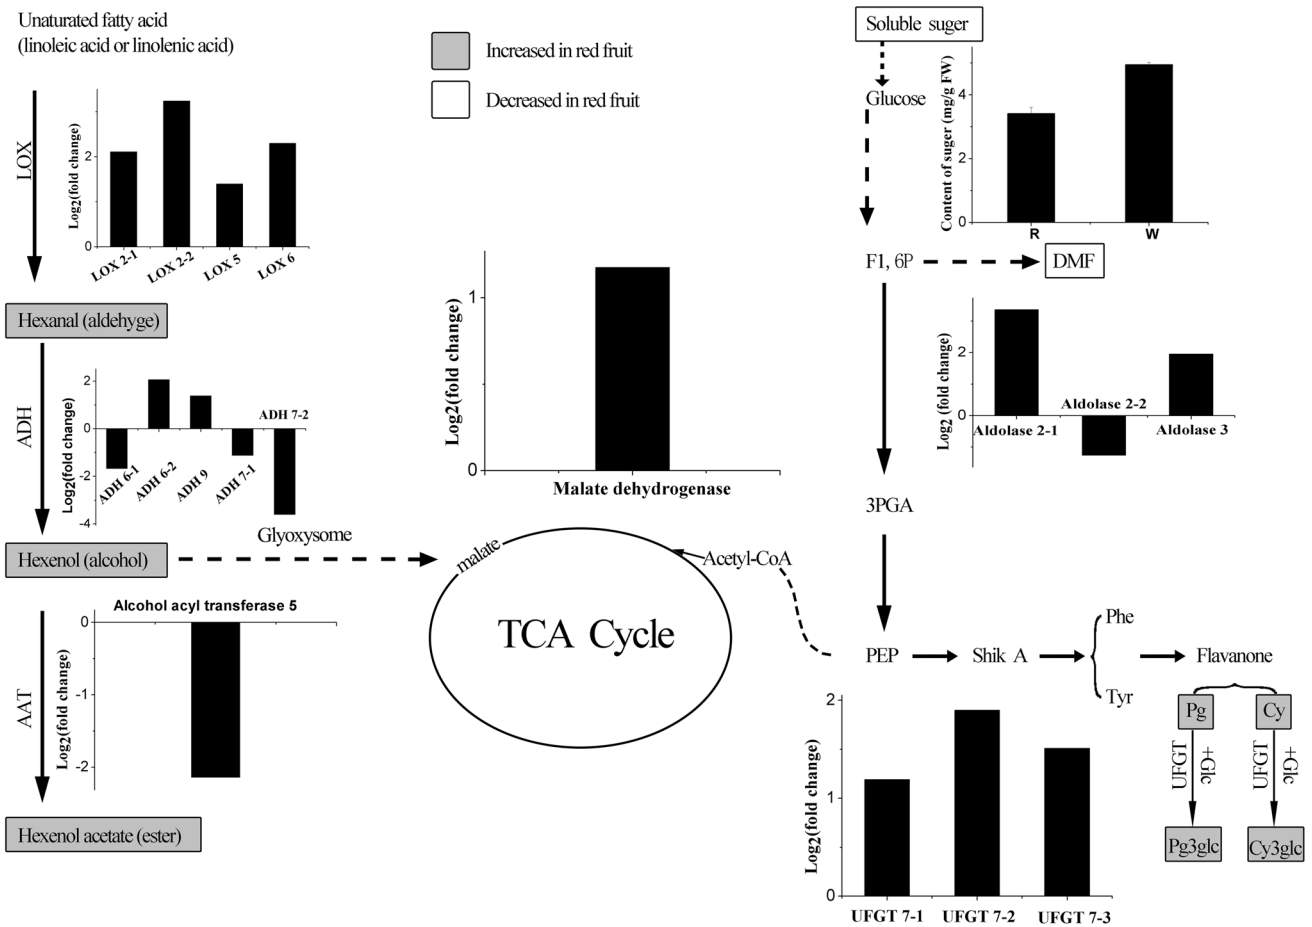 Unaturated fatty acid
(linoleic acid or linolenic acid)
LOX
Log2(fold change)
2
0
LOX 2-1
LOX 2-2
LOX 5
LOX 6
Hexanal (aldehyge)
ADH
Log2(fold change)
2
0
-2
-4
ADH 6-1
ADH 6-2
ADH 9
ADH 7-1
ADH 7-2
Hexenol (alcohol)
Glyoxysome
AAT
Alcohol acyl transferase 5
Log2(fold change)
0
-1
-2
Hexenol acetate (ester)
Increased in red fruit
Decreased in red fruit
Log2(fold change)
1
0
Malate dehydrogenase
malate
Acetyl-CoA
TCA Cycle
Soluble suger
Glucose
Content of suger (mg/g FW)
4
2
0
R
W
F1, 6P
DMF
Log2 (fold change)
2
0
Aldolase 2-1
Aldolase 2-2
Aldolase 3
3PGA
PEP
Shik A
Phe
Tyr
Flavanone
Pg
Cy
UFGT
+Glc
UFGT
+Glc
Pg3glc
Cy3glc
Log2(fold change)
2
1
0
UFGT 7-1
UFGT 7-2
UFGT 7-3